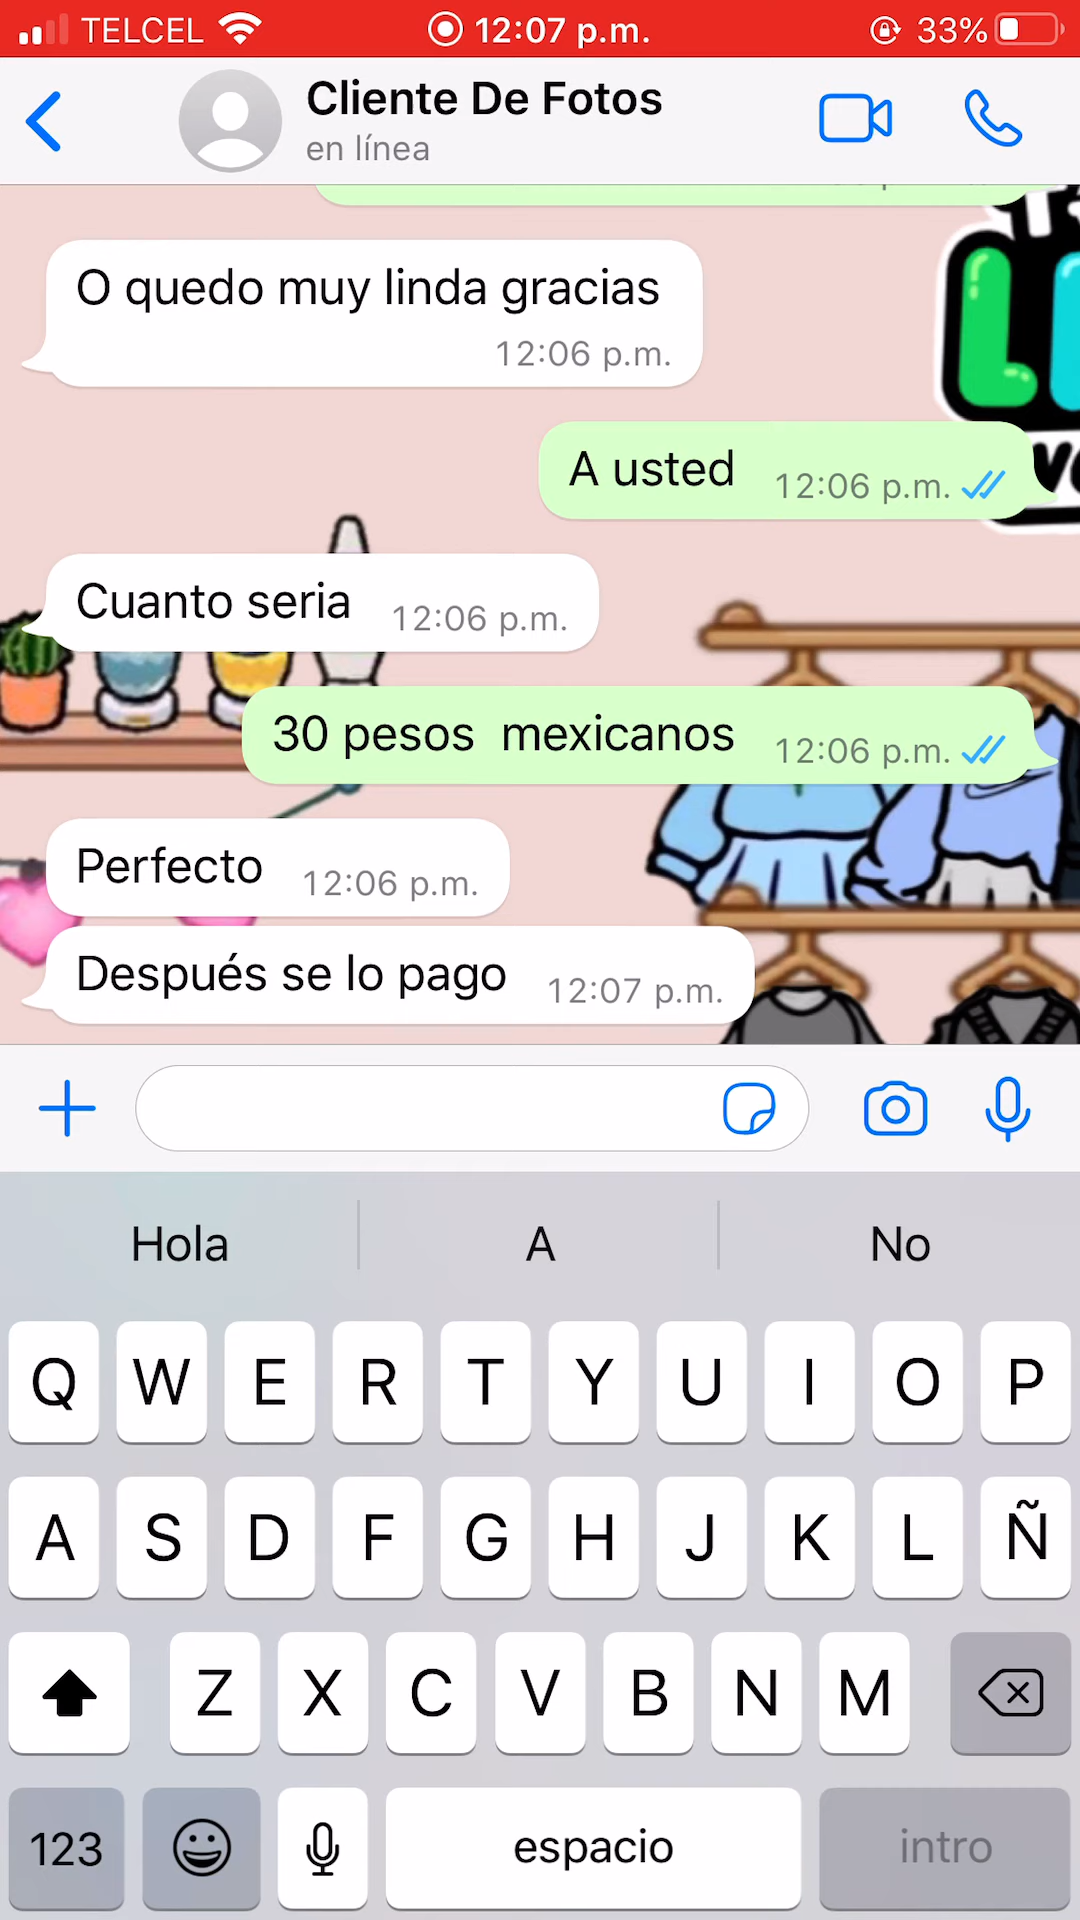 TELCEL 12:07 p.m. 33%
Cliente De Fotos
en línea
O quedo muy linda gracias
12:06 p.m.
A usted 12:06 p.m.
Cuanto seria 12:06 p.m.
30 pesos mexicanos 12:06 p.m.
Perfecto 12:06 p.m.
Después se lo pago 12:07 p.m.
Hola A No
Q W E R T Y U I O P
A S D F G H J K L Ñ
Z X C V B N M
123 espacio intro